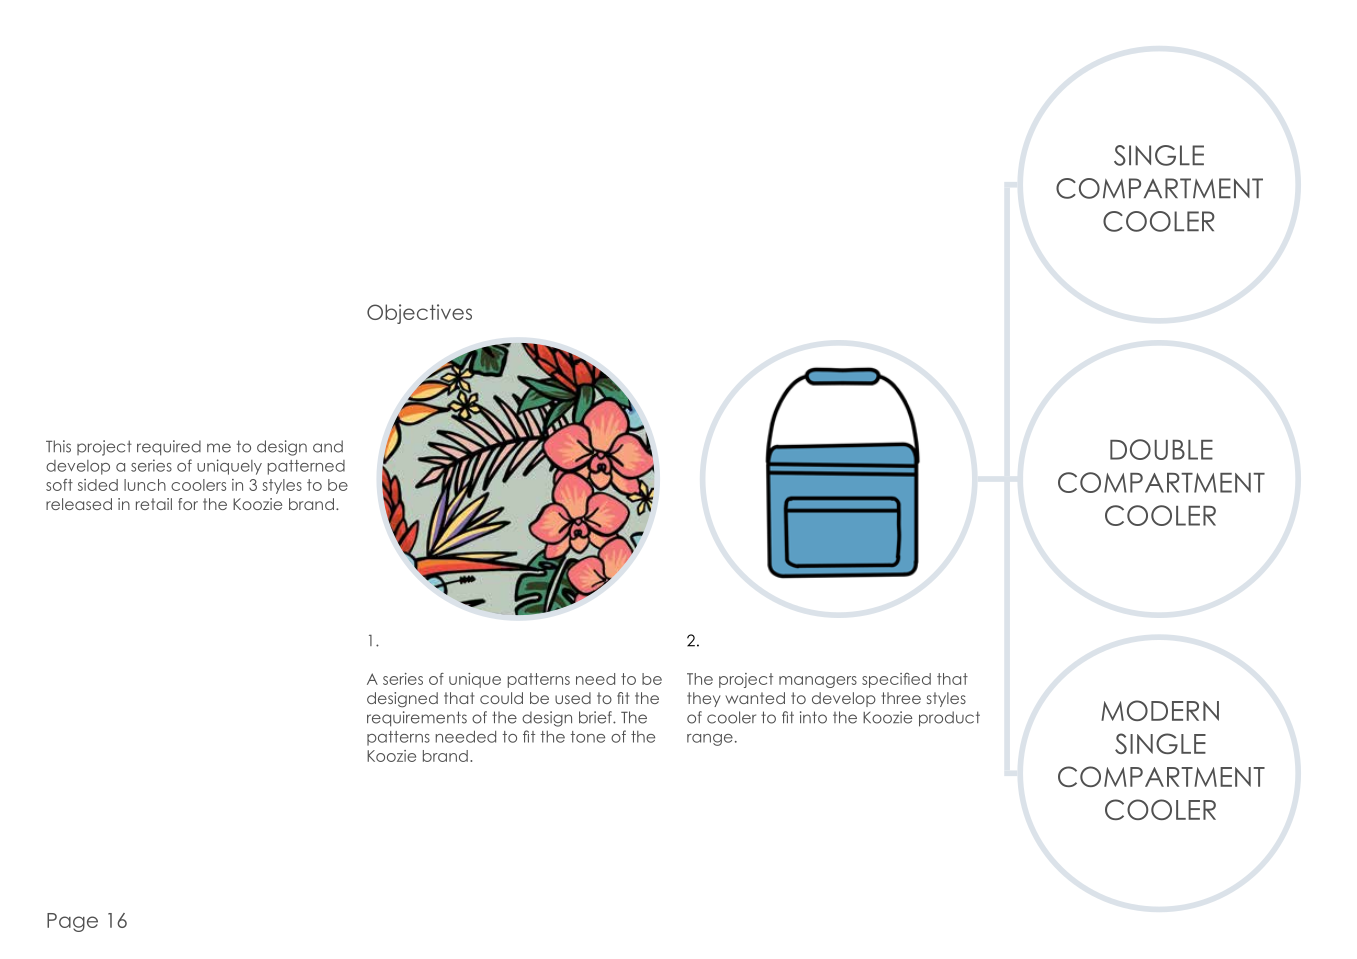 This project required me to design and
develop a series of uniquely patterned
soft sided lunch coolers in 3 styles to be
released in retail for the Koozie brand.
Objectives
1.
A series of unique patterns need to be
designed that could be used to fit the
requirements of the design brief. The
patterns needed to fit the tone of the
Koozie brand.
2.
The project managers specified that
they wanted to develop three styles
of cooler to fit into the Koozie product
range.
SINGLE
COMPARTMENT
COOLER
DOUBLE
COMPARTMENT
COOLER
MODERN
SINGLE
COMPARTMENT
COOLER
Page 16